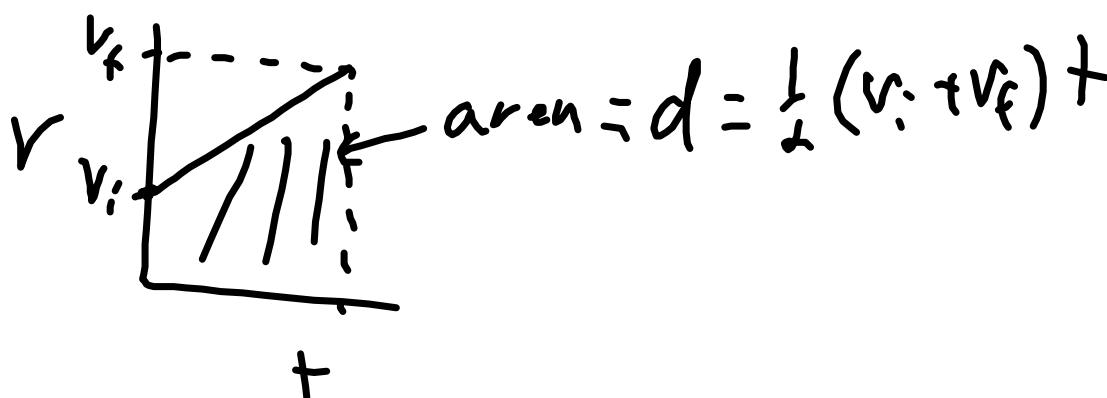 v_f
v
v_i
area = d = 1/2 (v_i + v_f) t
t